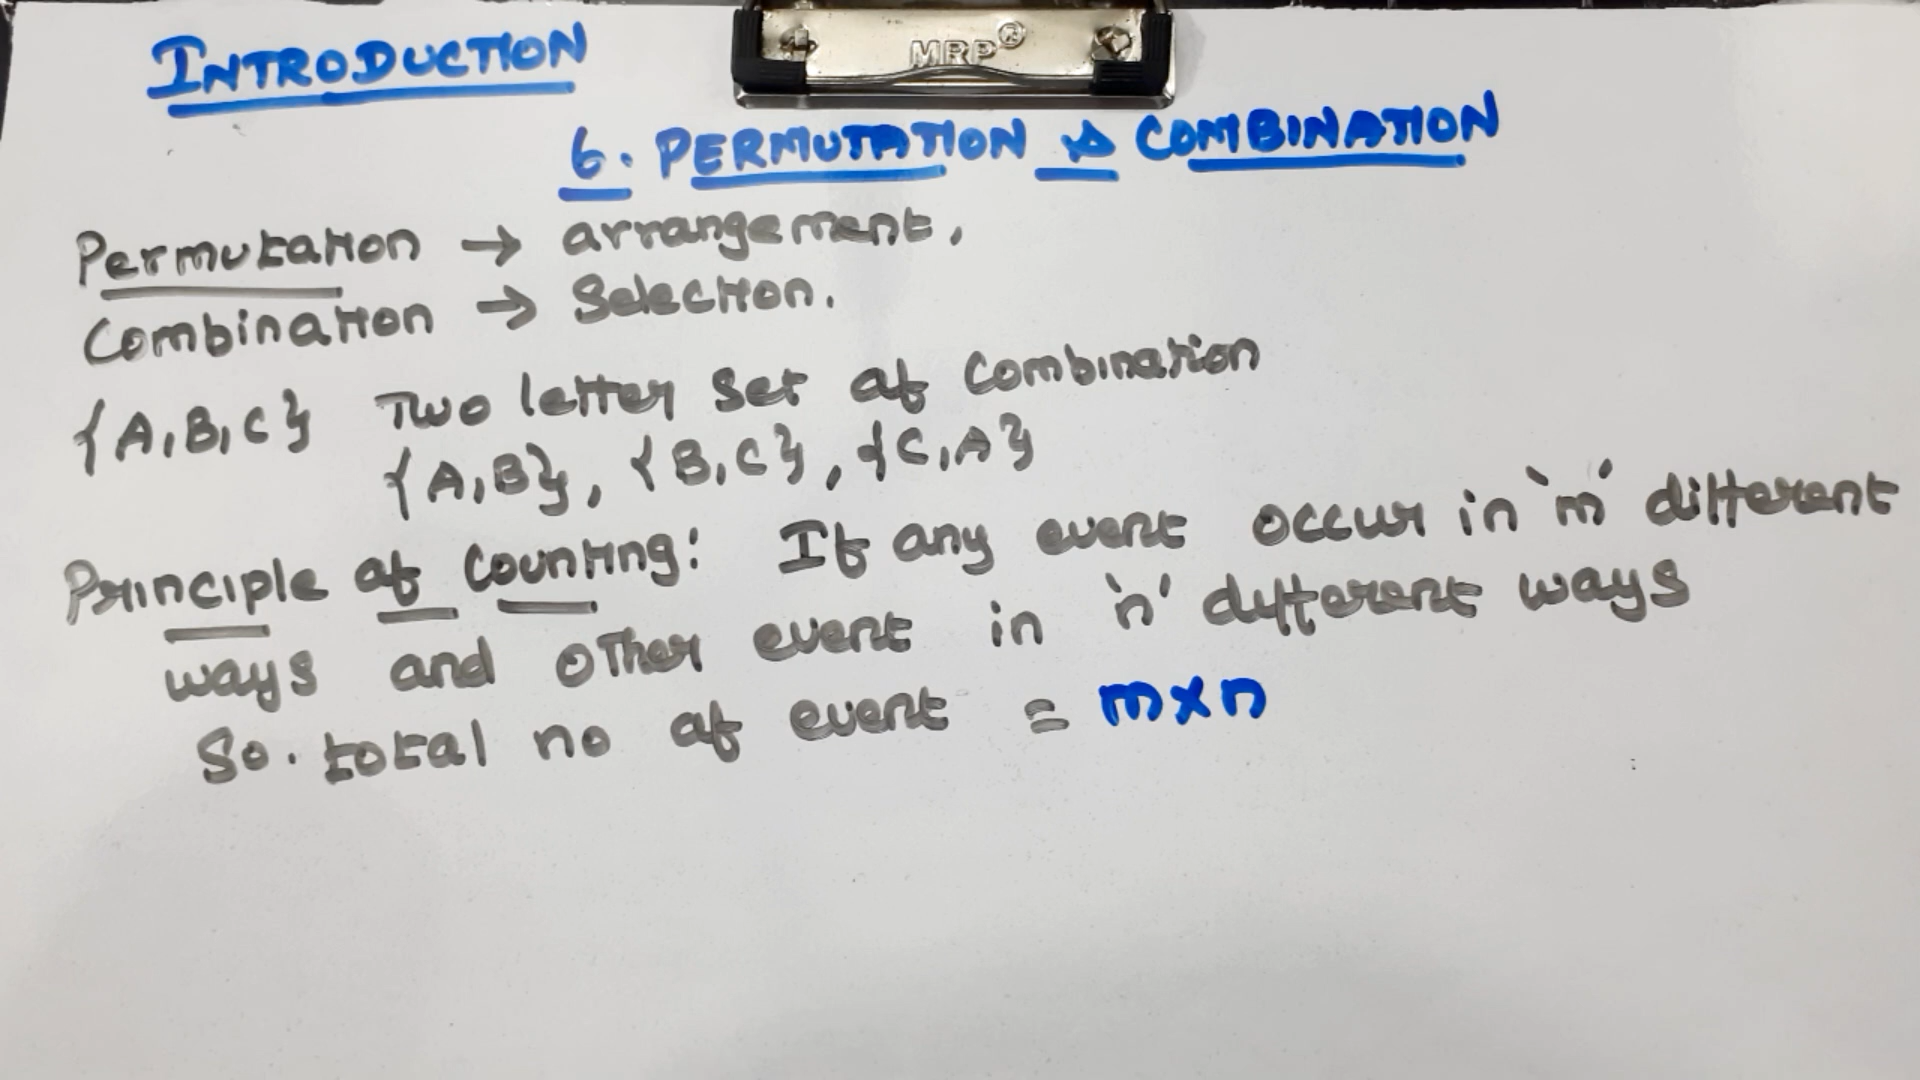 MRP®
INTRODUCTION
6. PERMUTATION & COMBINATION
Permutation → arrangement.
Combination → Selection.
{A,B,C} Two letter set of combination
{A,B}, {B,C}, {C,A}
Principle of Counting: If any event occur in 'm' different
ways and other event in 'n' different ways
So. total no of event = m×n